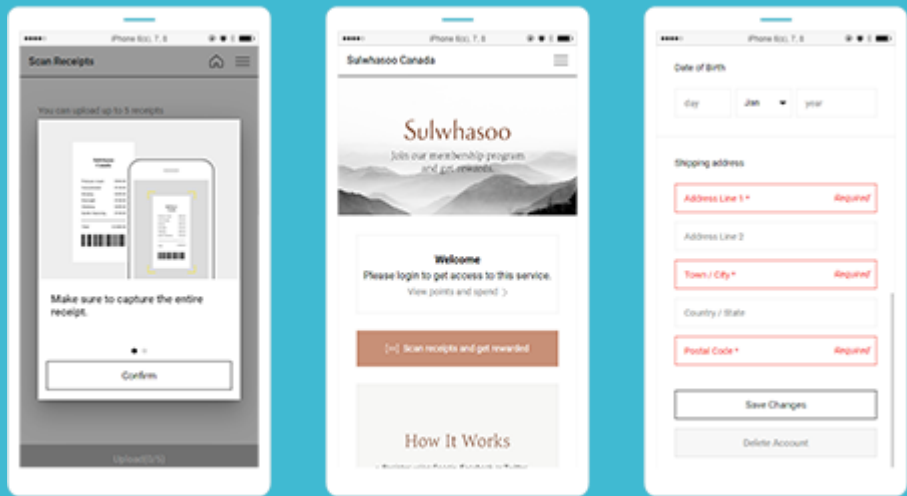 iPhone 6(s), 7, 8
Scan Receipts
You can upload up to 5 receipts
Make sure to capture the entire
receipt.
Confirm
Upload(0/5)
iPhone 6(s), 7, 8
Sulwhasoo Canada
Sulwhasoo
Join our membership program
and get rewards.
Welcome
Please login to get access to this service.
View points and spend >
Scan receipts and get rewarded
How It Works
iPhone 6(s), 7, 8
Date of Birth
day Jan year
Shipping address
Address Line 1 * Required
Address Line 2
Town / City * Required
Country / State
Postal Code * Required
Save Changes
Delete Account